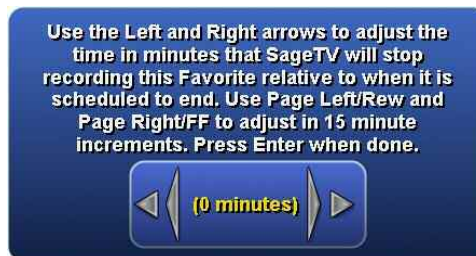 Use the Left and Right arrows to adjust the
time in minutes that SageTV will stop
recording this Favorite relative to when it is
scheduled to end. Use Page Left/Rew and
Page Right/FF to adjust in 15 minute
increments. Press Enter when done.
(0 minutes)